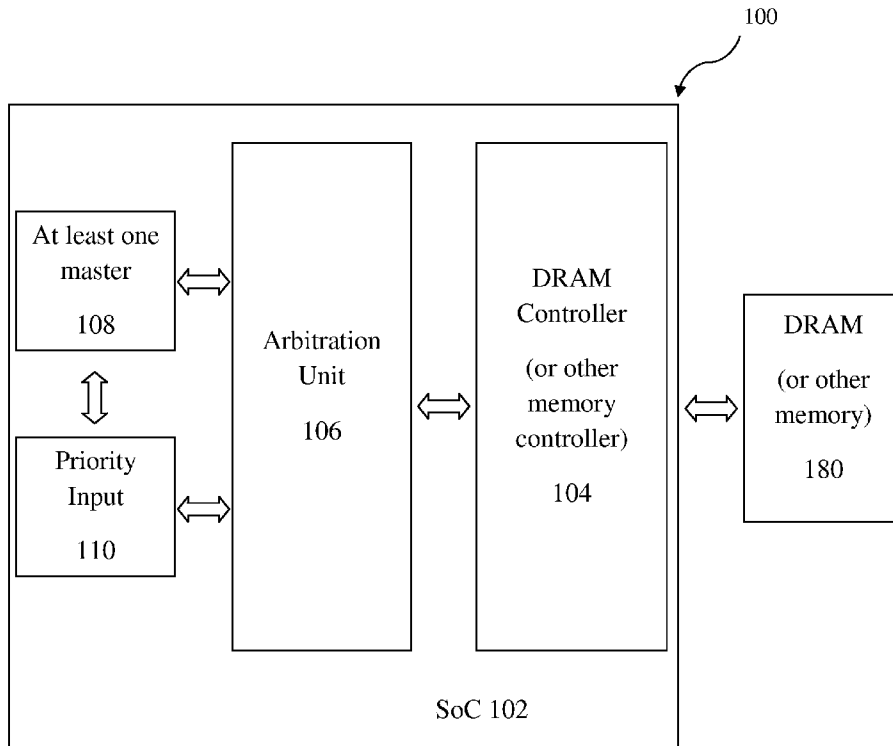 100
At least one
master
108
Priority
Input
110
Arbitration
Unit
106
DRAM
Controller
(or other
memory
controller)
104
DRAM
(or other
memory)
180
SoC 102